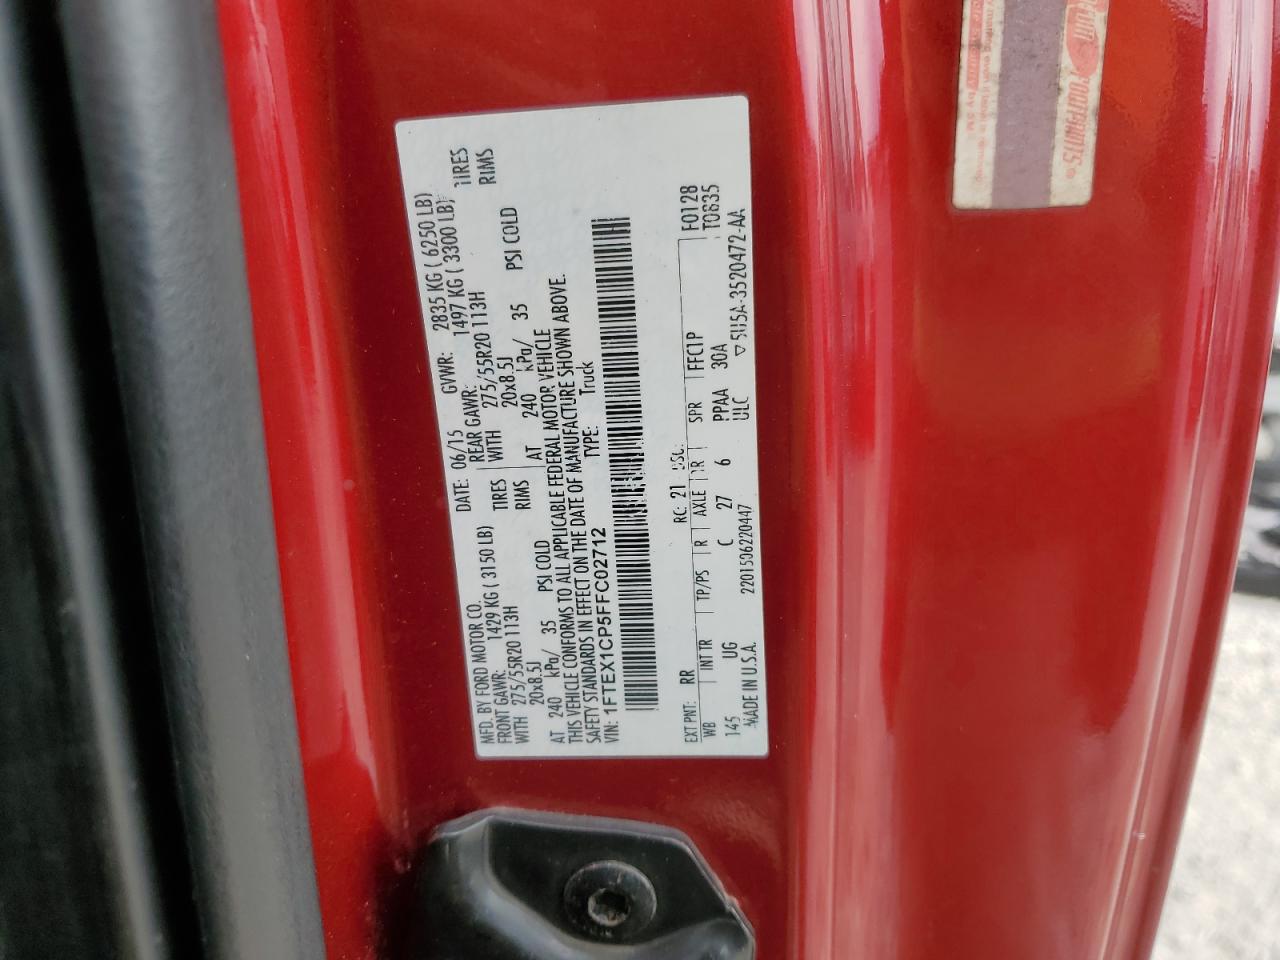 MFD. BY FORD MOTOR CO.
DATE: 06/15 GVWR: 2835 KG ( 6250 LB)
FRONT GAWR: 1429 KG ( 3150 LB) REAR GAWR: 1497 KG ( 3300 LB)
WITH 275/55R20 113H TIRES WITH 275/55R20 113H TIRES
20x8.5J RIMS 20x8.5J RIMS
AT 240 kPa/ 35 PSI COLD AT 240 kPa/ 35 PSI COLD
THIS VEHICLE CONFORMS TO ALL APPLICABLE FEDERAL MOTOR VEHICLE
SAFETY STANDARDS IN EFFECT ON THE DATE OF MANUFACTURE SHOWN ABOVE.
VIN: 1FTEX1CP5FFC02712 TYPE: Truck
F0128
T0835
EXT PNT: RR RC: 21
WB INT TR TP/PS R AXLE TR SPR FFC1P
145 UG C 27 6 PPAA 30A
ULC
MADE IN U.S.A. 2201506220447 ▽ 5U5A-3520472-AA
FOOTPRINTS®